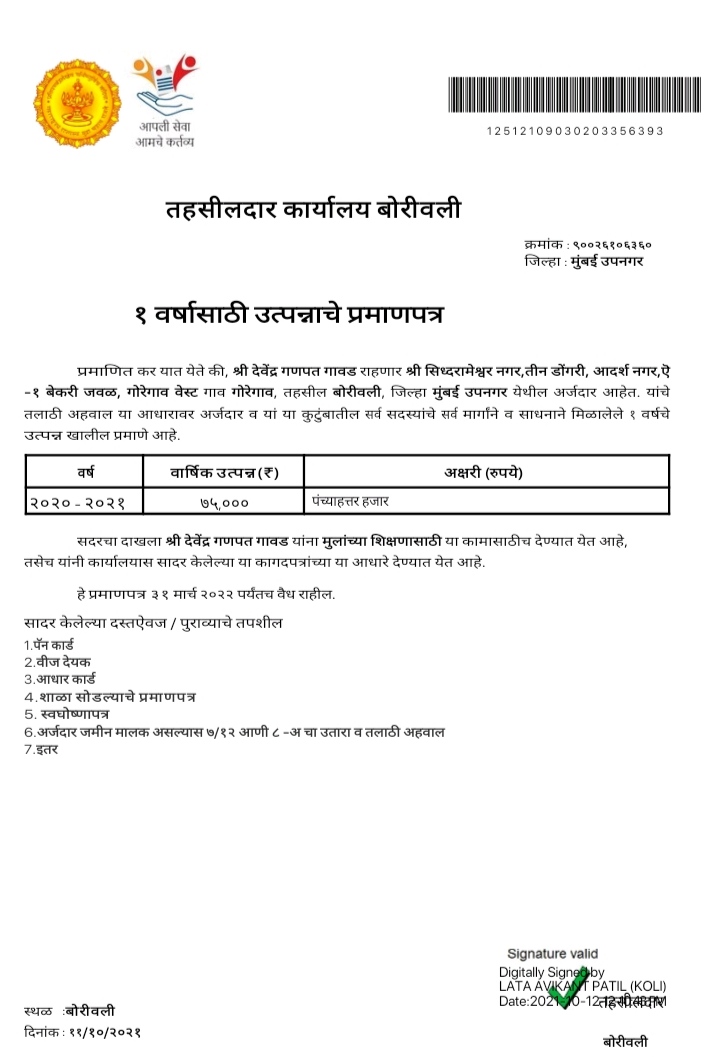 आपली सेवा
आमचे कर्तव्य
12512109030203356393
तहसीलदार कार्यालय बोरीवली
क्रमांक : ९००२६१०६३६०
जिल्हा : मुंबई उपनगर
१ वर्षासाठी उत्पन्नाचे प्रमाणपत्र
प्रमाणित कर यात येते की, श्री देवेंद्र गणपत गावड राहणार श्री सिध्दरामेश्वर नगर,तीन डोंगरी, आदर्श नगर,ऐ
-१ बेकरी जवळ, गोरेगाव वेस्ट गाव गोरेगाव, तहसील बोरीवली, जिल्हा मुंबई उपनगर येथील अर्जदार आहेत. यांचे
तलाठी अहवाल या आधारावर अर्जदार व यां या कुटुंबातील सर्व सदस्यांचे सर्व मार्गाने व साधनाने मिळालेले १ वर्षचे
उत्पन्न खालील प्रमाणे आहे.
वर्ष वार्षिक उत्पन्न(₹) अक्षरी (रुपये)
२०२० - २०२१ ७५,००० पंच्याहत्तर हजार
सदरचा दाखला श्री देवेंद्र गणपत गावड यांना मुलांच्या शिक्षणासाठी या कामासाठीच देण्यात येत आहे,
तसेच यांनी कार्यालयास सादर केलेल्या या कागदपत्रांच्या या आधारे देण्यात येत आहे.
हे प्रमाणपत्र ३१ मार्च २०२२ पर्यंतच वैध राहील.
सादर केलेल्या दस्तऐवज / पुराव्याचे तपशील
1.पॅन कार्ड
2.वीज देयक
3.आधार कार्ड
4.शाळा सोडल्याचे प्रमाणपत्र
5. स्वघोष्णापत्र
6.अर्जदार जमीन मालक असल्यास ७/१२ आणी ८ -अ चा उतारा व तलाठी अहवाल
7.इतर
Signature valid
Digitally Signed by
LATA AVIKANT PATIL (KOLI)
Date:2021-10-12
तहसीलदार
स्थळ :बोरीवली
दिनांक : ११/१०/२०२१
बोरीवली